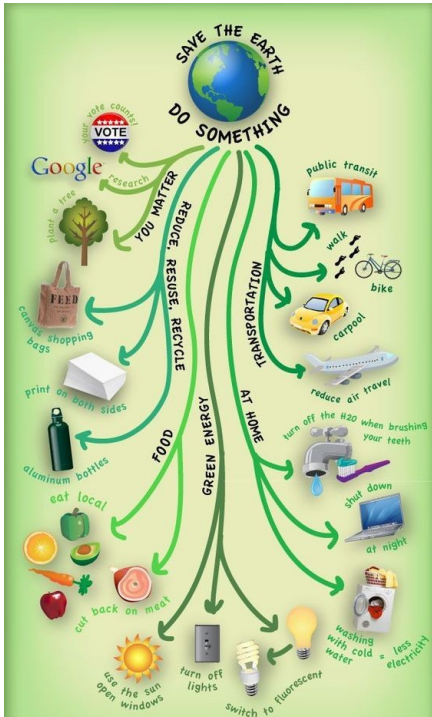 SAVE THE EARTH
DO SOMETHING
YOU MATTER
your vote counts!
VOTE
Google
research
plant a tree
REDUCE, RESUSE, RECYCLE
FEED
canvas shopping
bags
print on both sides
aluminum bottles
FOOD
eat local
cut back on meat
GREEN ENERGY
use the sun
open windows
turn off
lights
switch to fluorescent
AT HOME
turn off the H2O when brushing
your teeth
shut down
at night
washing
with cold = less
water electricity
TRANSPORTATION
public transit
walk
bike
carpool
reduce air travel